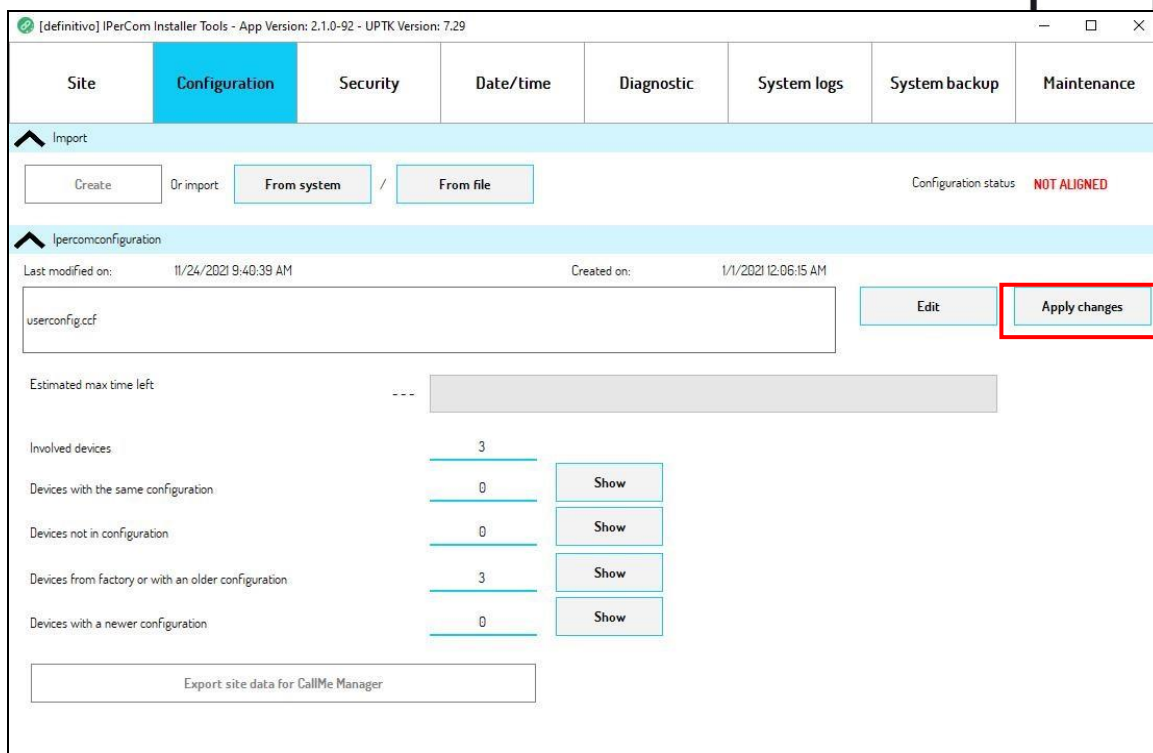 [definitivo] IPerCom Installer Tools - App Version: 2.1.0-92 - UPTK Version: 7.29
Site Configuration Security Date/time Diagnostic System logs System backup Maintenance
Import
Create Or import From system / From file Configuration status NOT ALIGNED
Ipercomconfiguration
Last modified on: 11/24/2021 9:40:39 AM Created on: 1/1/2021 12:06:15 AM
userconfig.ccf Edit Apply changes
Estimated max time left ---
Involved devices 3
Devices with the same configuration 0 Show
Devices not in configuration 0 Show
Devices from factory or with an older configuration 3 Show
Devices with a newer configuration 0 Show
Export site data for CallMe Manager